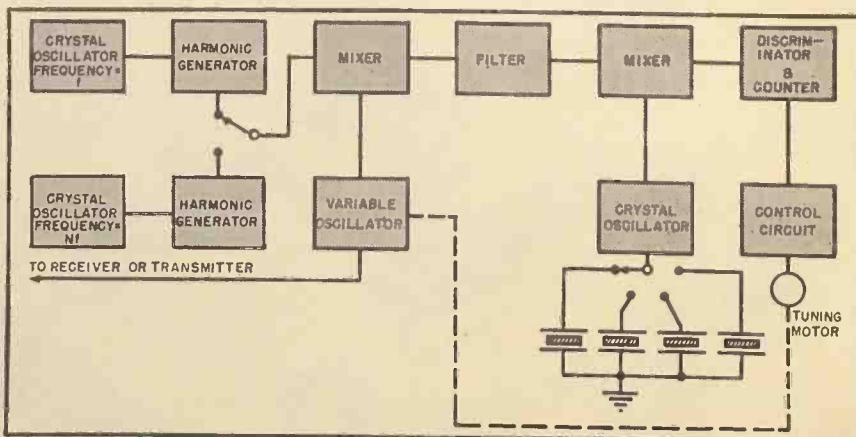 CRYSTAL
OSCILLATOR
FREQUENCY=
f
HARMONIC
GENERATOR
MIXER
FILTER
MIXER
DISCRIM-
INATOR
&
COUNTER
CRYSTAL
OSCILLATOR
FREQUENCY=
Nf
HARMONIC
GENERATOR
VARIABLE
OSCILLATOR
CRYSTAL
OSCILLATOR
CONTROL
CIRCUIT
TO RECEIVER OR TRANSMITTER
TUNING
MOTOR